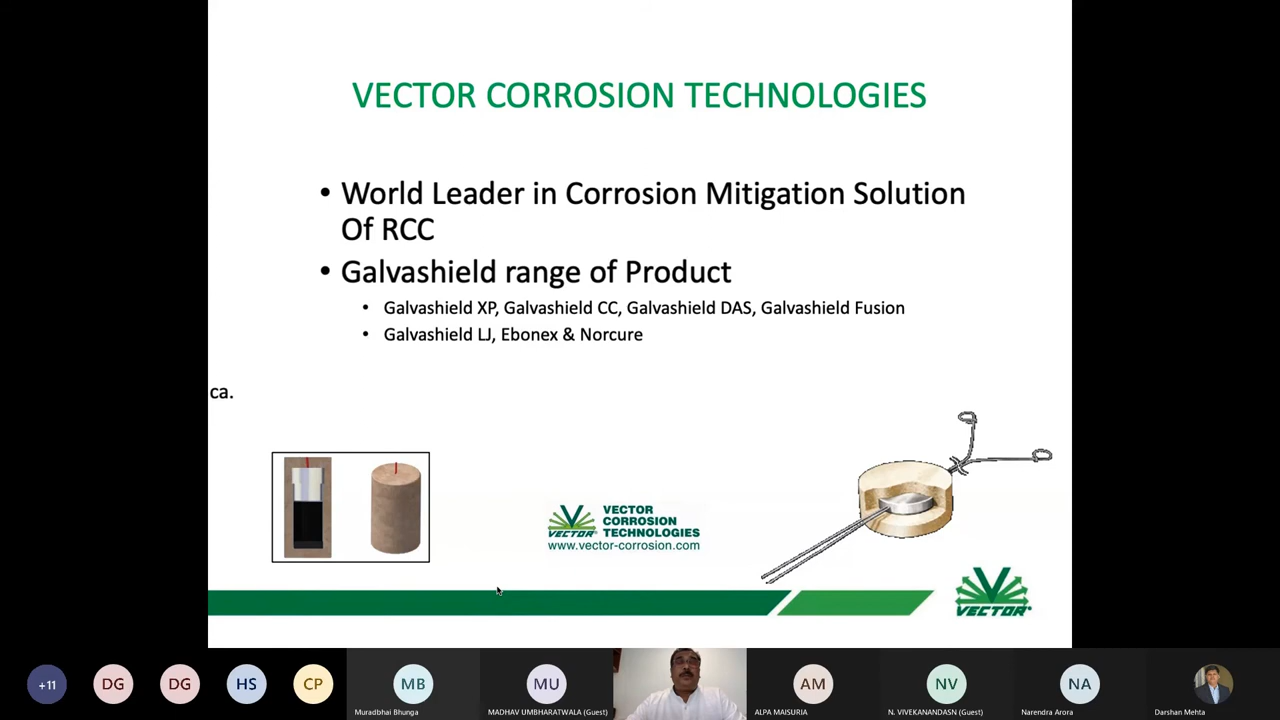 VECTOR CORROSION TECHNOLOGIES
• World Leader in Corrosion Mitigation Solution
Of RCC
• Galvashield range of Product
• Galvashield XP, Galvashield CC, Galvashield DAS, Galvashield Fusion
• Galvashield LJ, Ebonex & Norcure
ca.
VECTOR
VECTOR
CORROSION
TECHNOLOGIES
www.vector-corrosion.com
VECTOR
+11
DG
DG
HS
CP
MB
Muradbhai Bhunga
MU
MADHAV UMBHARATWALA (Guest)
AM
ALPA MAISURIA
NV
N. VIVEKANANDASN (Guest)
NA
Narendra Arora
Darshan Mehta